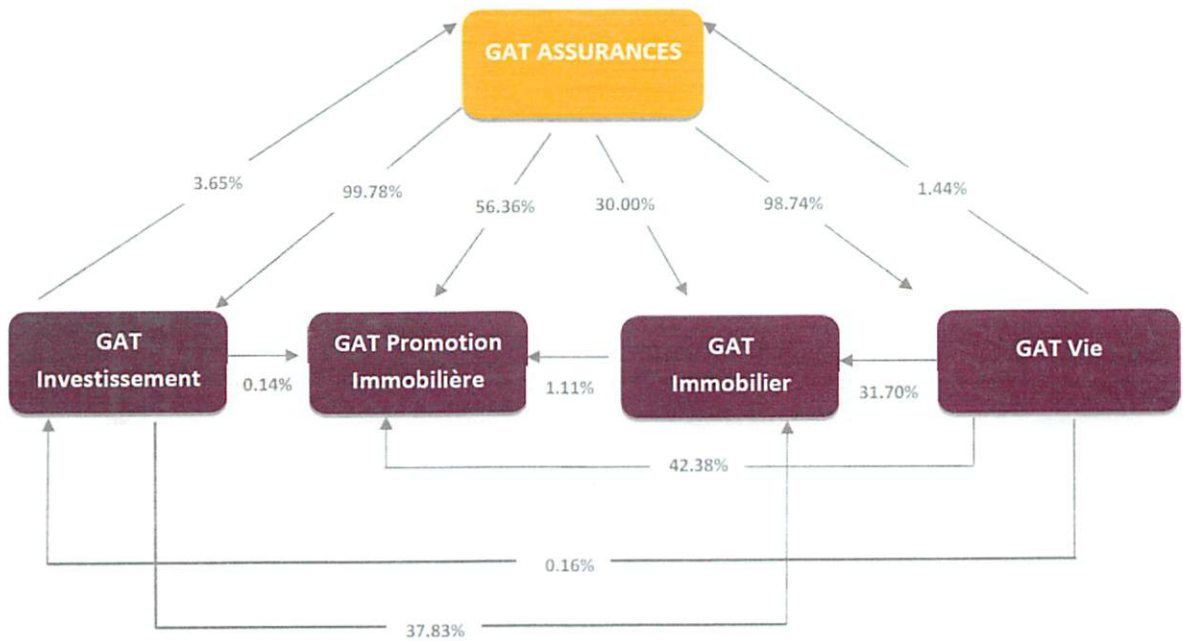 GAT ASSURANCES
3.65%
99.78%
56.36%
30.00%
98.74%
1.44%
GAT
Investissement
0.14%
GAT Promotion
Immobilière
1.11%
GAT
Immobilier
31.70%
GAT Vie
42.38%
0.16%
37.83%